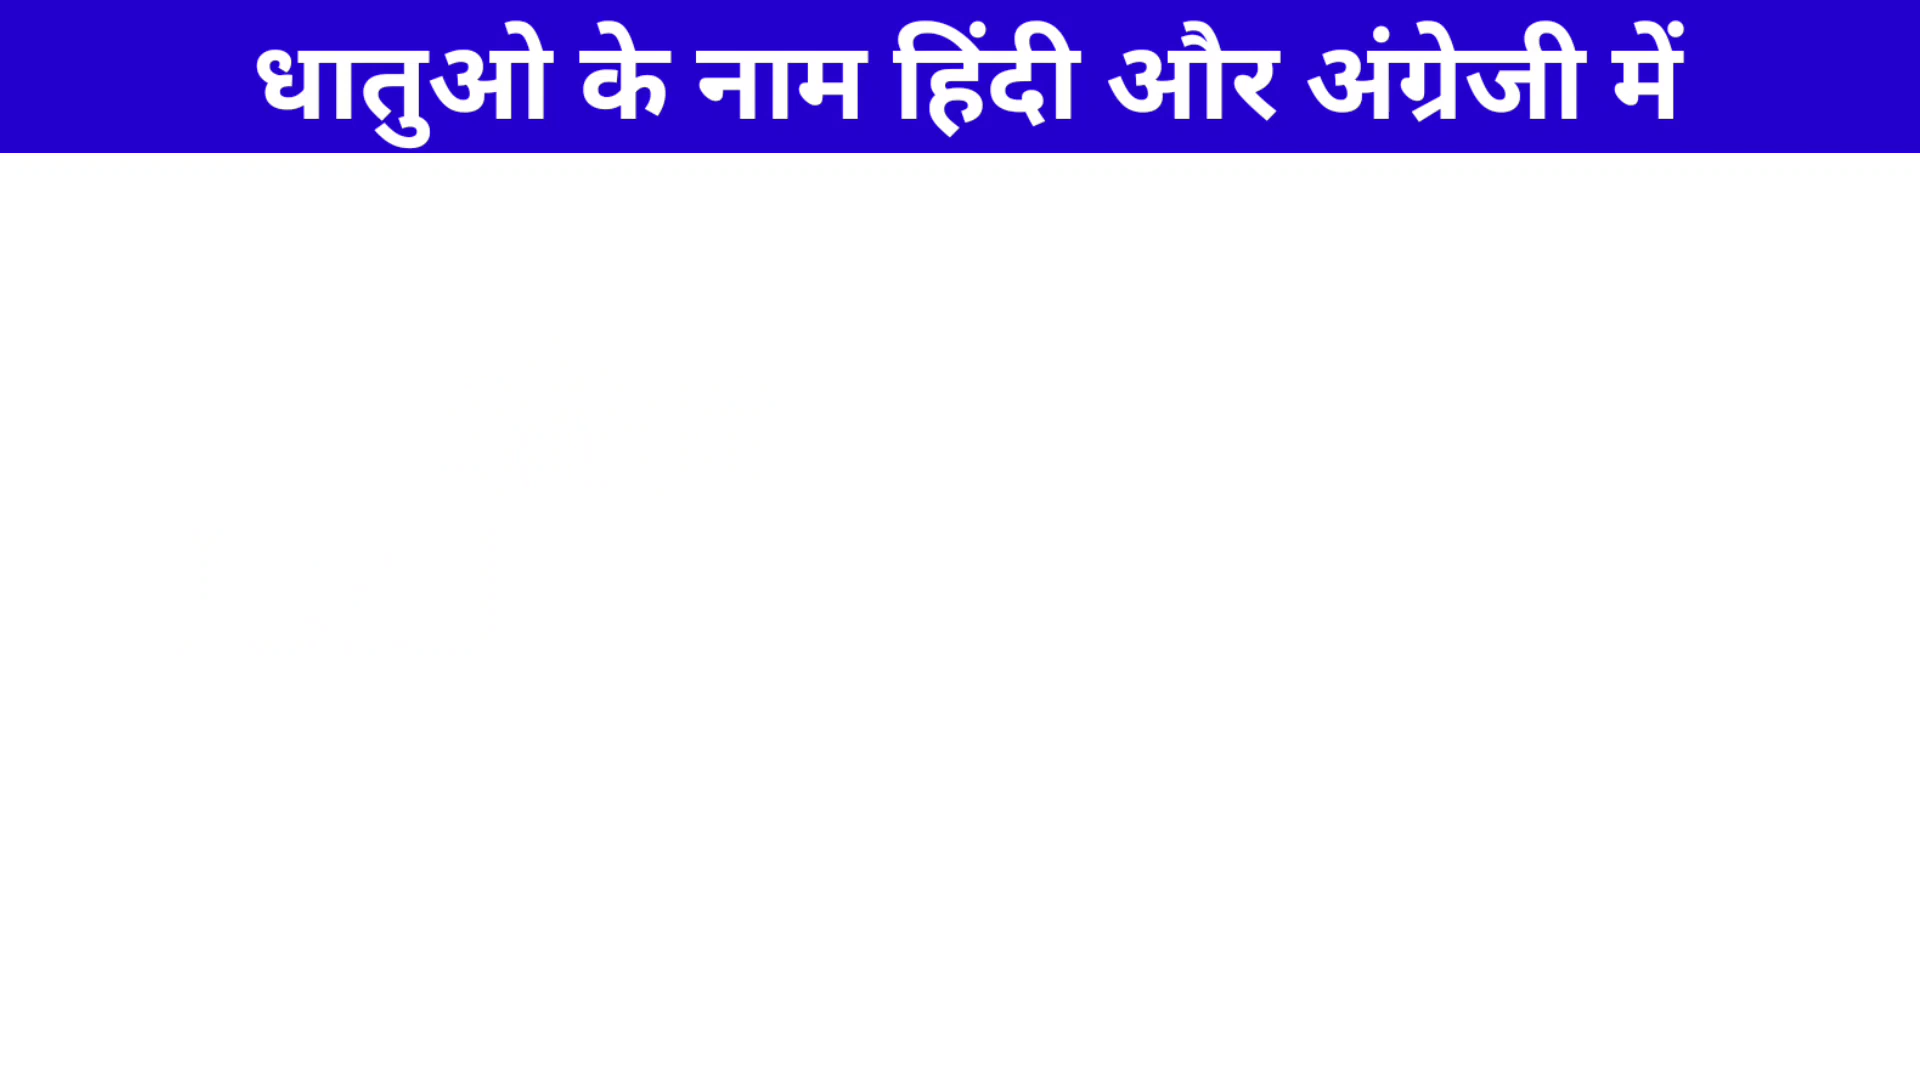 धातुओ के नाम हिंदी और अंग्रेजी में